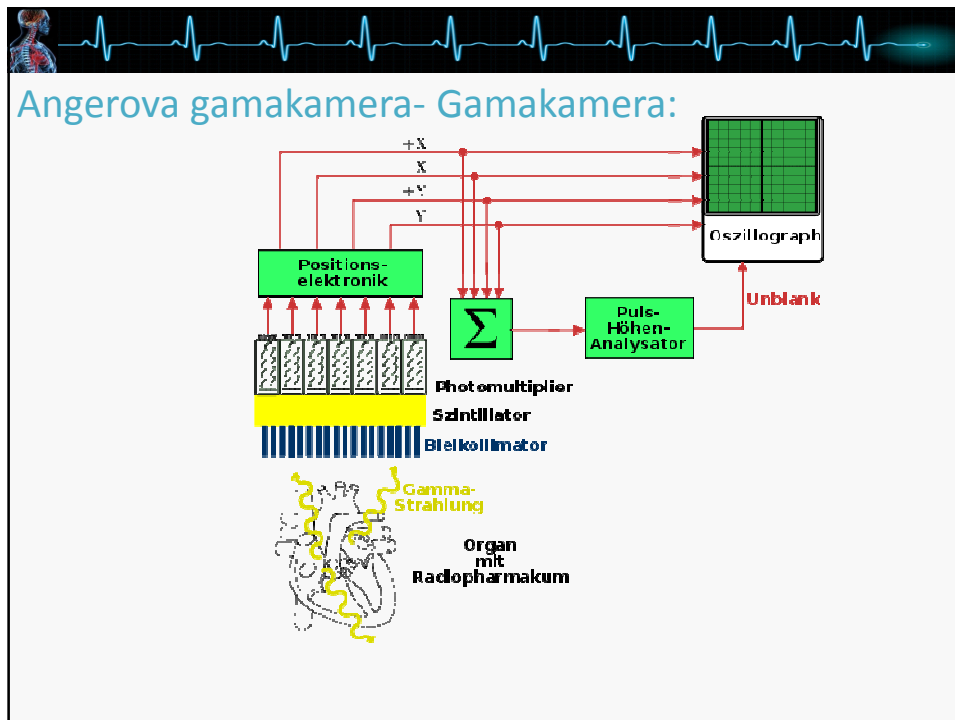 Angerova gamakamera- Gamakamera:
+X
X
+Y
Y
Oszillograph
Positions-
elektronik
Unblank
Σ
Puls-
Höhen-
Analysator
Photomultiplier
Szintillator
Bleikollimator
Gamma-
Strahlung
Organ
mit
Radiopharmakum